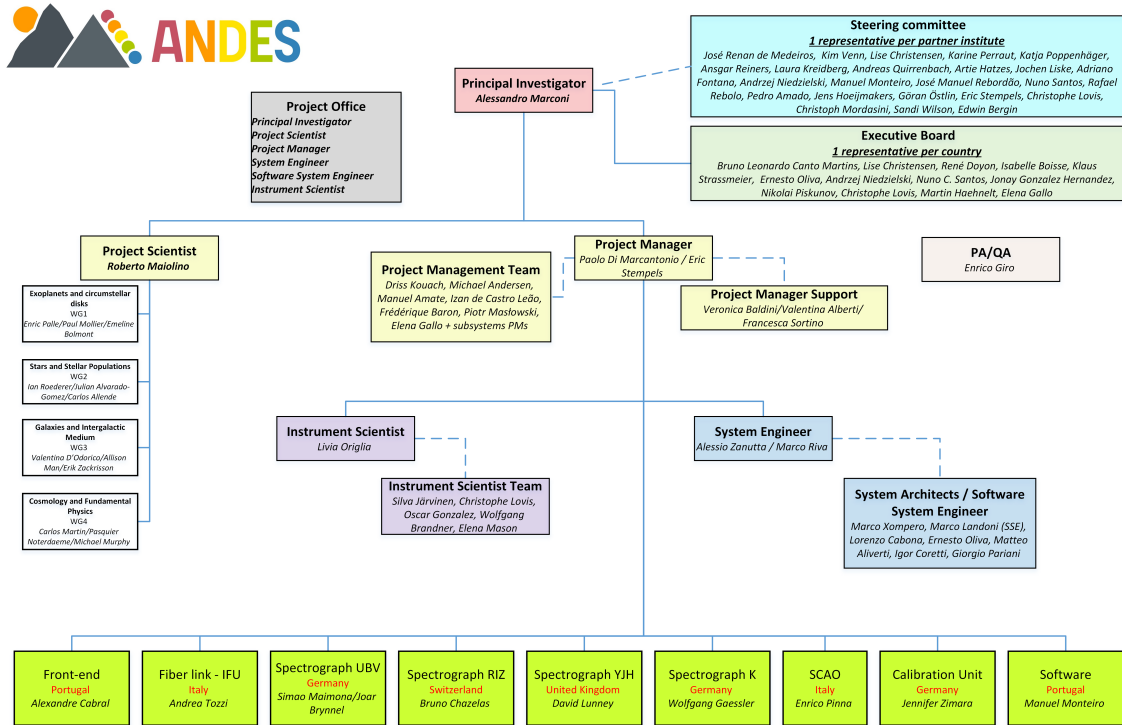 ANDES
Steering committee
1 representative per partner institute
José Renan de Medeiros, Kim Venn, Lise Christensen, Karine Perraut, Katja Poppenhäger,
Ansgar Reiners, Laura Kreidberg, Andreas Quirrenbach, Artie Hatzes, Jochen Liske, Adriano
Fontana, Andrzej Niedzielski, Manuel Monteiro, José Manuel Rebordão, Nuno Santos, Rafael
Rebolo, Pedro Amado, Jens Hoeijmakers, Göran Östlin, Eric Stempels, Christophe Lovis,
Christoph Mordasini, Sandi Wilson, Edwin Bergin
Principal Investigator
Alessandro Marconi
Project Office
Principal Investigator
Project Scientist
Project Manager
System Engineer
Software System Engineer
Instrument Scientist
Executive Board
1 representative per country
Bruno Leonardo Canto Martins, Lise Christensen, René Doyon, Isabelle Boisse, Klaus
Strassmeier, Ernesto Oliva, Andrzej Niedzielski, Nuno C. Santos, Jonay Gonzalez Hernandez,
Nikolai Piskunov, Christophe Lovis, Martin Haehnelt, Elena Gallo
Project Scientist
Roberto Maiolino
Project Manager
Paolo Di Marcantonio / Eric
Stempels
PA/QA
Enrico Giro
Project Management Team
Driss Kouach, Michael Andersen,
Manuel Amate, Izan de Castro Leão,
Frédérique Baron, Piotr Masłowski,
Elena Gallo + subsystems PMs
Project Manager Support
Veronica Baldini/Valentina Alberti/
Francesca Sortino
Exoplanets and circumstellar
disks
WG1
Enric Palle/Paul Mollier/Emeline
Bolmont
Stars and Stellar Populations
WG2
Ian Roederer/Julian Alvarado-
Gomez/Carlos Allende
Galaxies and Intergalactic
Medium
WG3
Valentina D'Odorico/Allison
Man/Erik Zackrisson
Cosmology and Fundamental
Physics
WG4
Carlos Martin/Pasquier
Noterdaeme/Michael Murphy
Instrument Scientist
Livia Origlia
System Engineer
Alessio Zanutta / Marco Riva
Instrument Scientist Team
Silva Järvinen, Christophe Lovis,
Oscar Gonzalez, Wolfgang
Brandner, Elena Mason
System Architects / Software
System Engineer
Marco Xompero, Marco Landoni (SSE),
Lorenzo Cabona, Ernesto Oliva, Matteo
Aliverti, Igor Coretti, Giorgio Pariani
Front-end
Portugal
Alexandre Cabral
Fiber link - IFU
Italy
Andrea Tozzi
Spectrograph UBV
Germany
Simao Maimona/Joar
Brynnel
Spectrograph RIZ
Switzerland
Bruno Chazelas
Spectrograph YJH
United Kingdom
David Lunney
Spectrograph K
Germany
Wolfgang Gaessler
SCAO
Italy
Enrico Pinna
Calibration Unit
Germany
Jennifer Zimara
Software
Portugal
Manuel Monteiro